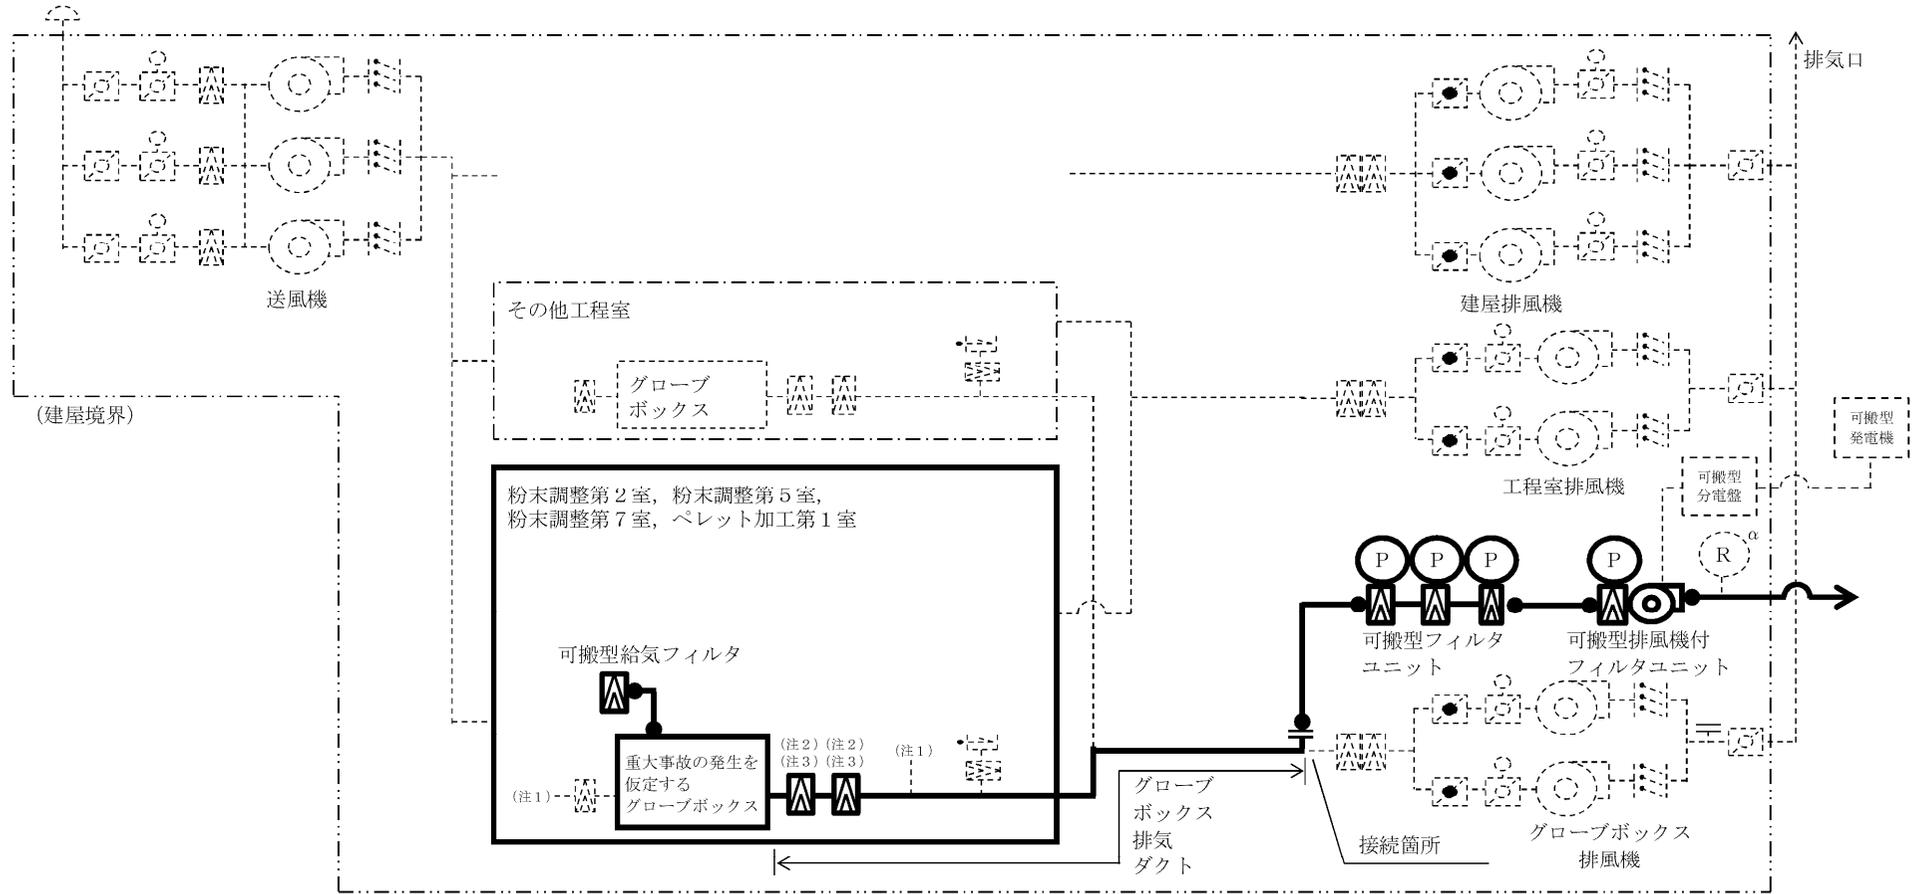 排気口
送風機
建屋排風機
その他工程室
グローブ
ボックス
(建屋境界)
可搬型
発電機
工程室排風機
可搬型
分電盤
粉末調整第2室，粉末調整第5室，
粉末調整第7室，ペレット加工第1室
P
P
P
P
R
α
可搬型フィルタ
ユニット
可搬型排風機付
フィルタユニット
可搬型給気フィルタ
重大事故の発生を
仮定する
グローブボックス
(注1)
(注2)(注2)
(注3)(注3)
(注1)
グローブ
ボックス
排気
ダクト
接続箇所
グローブボックス
排風機